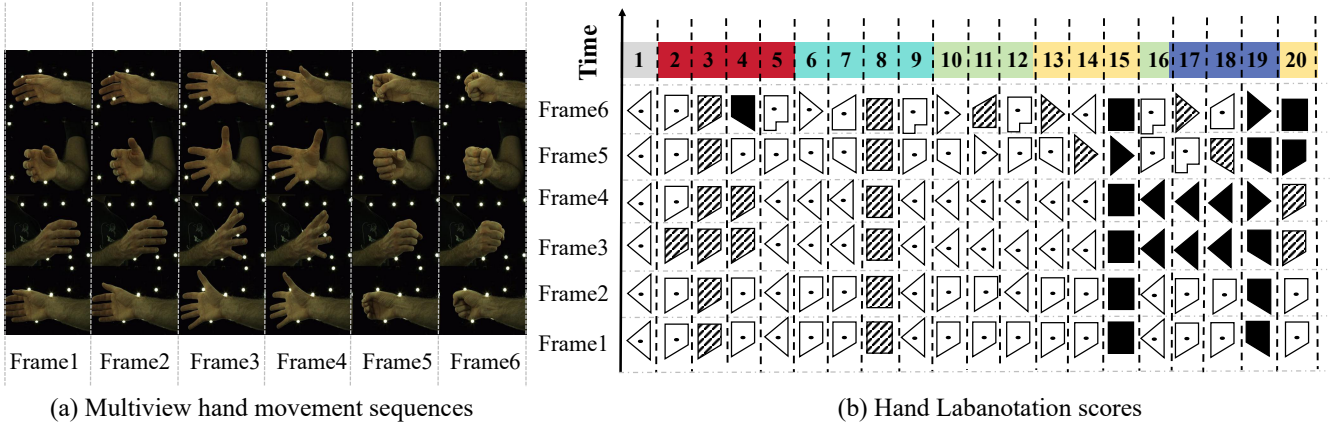 Time
1 2 3 4 5 6 7 8 9 10 11 12 13 14 15 16 17 18 19 20
Frame6
Frame5
Frame4
Frame3
Frame2
Frame1
Frame1 Frame2 Frame3 Frame4 Frame5 Frame6
(a) Multiview hand movement sequences
(b) Hand Labanotation scores